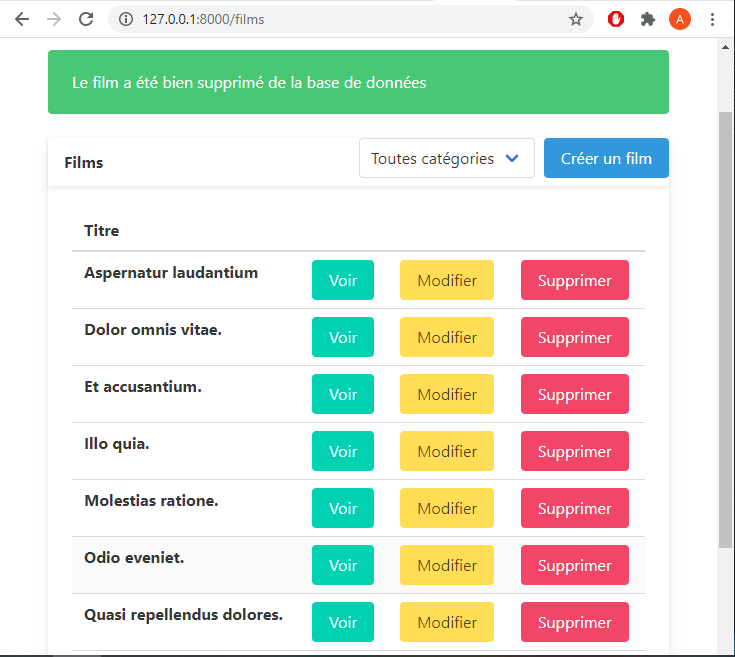 127.0.0.1:8000/films
A
Le film a été bien supprimé de la base de données
Films
Toutes catégories
Créer un film
Titre
Aspernatur laudantium Voir Modifier Supprimer
Dolor omnis vitae. Voir Modifier Supprimer
Et accusantium. Voir Modifier Supprimer
Illo quia. Voir Modifier Supprimer
Molestias ratione. Voir Modifier Supprimer
Odio eveniet. Voir Modifier Supprimer
Quasi repellendus dolores. Voir Modifier Supprimer